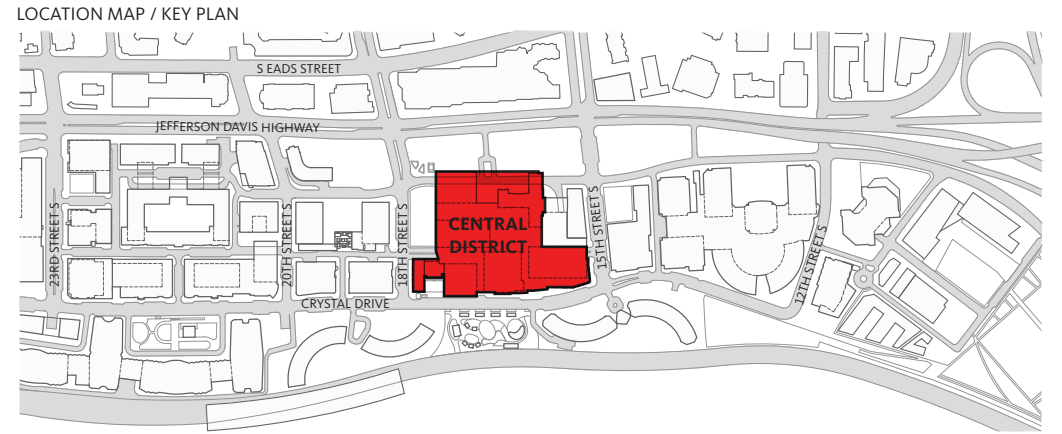 LOCATION MAP / KEY PLAN
S EADS STREET
JEFFERSON DAVIS HIGHWAY
23RD STREET S
20TH STREET S
18TH STREET S
CENTRAL
DISTRICT
15TH STREET S
12TH STREET S
CRYSTAL DRIVE